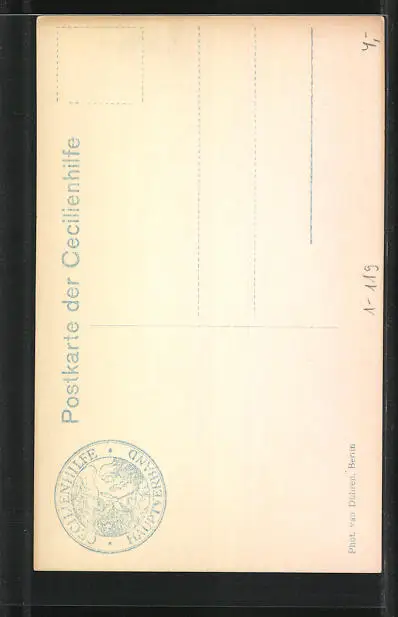 Postkarte der Cecilienhilfe
CECILIENHILFE * HAUPTVERBAND *
Phot. van Dühren, Berlin
1-119
4,-